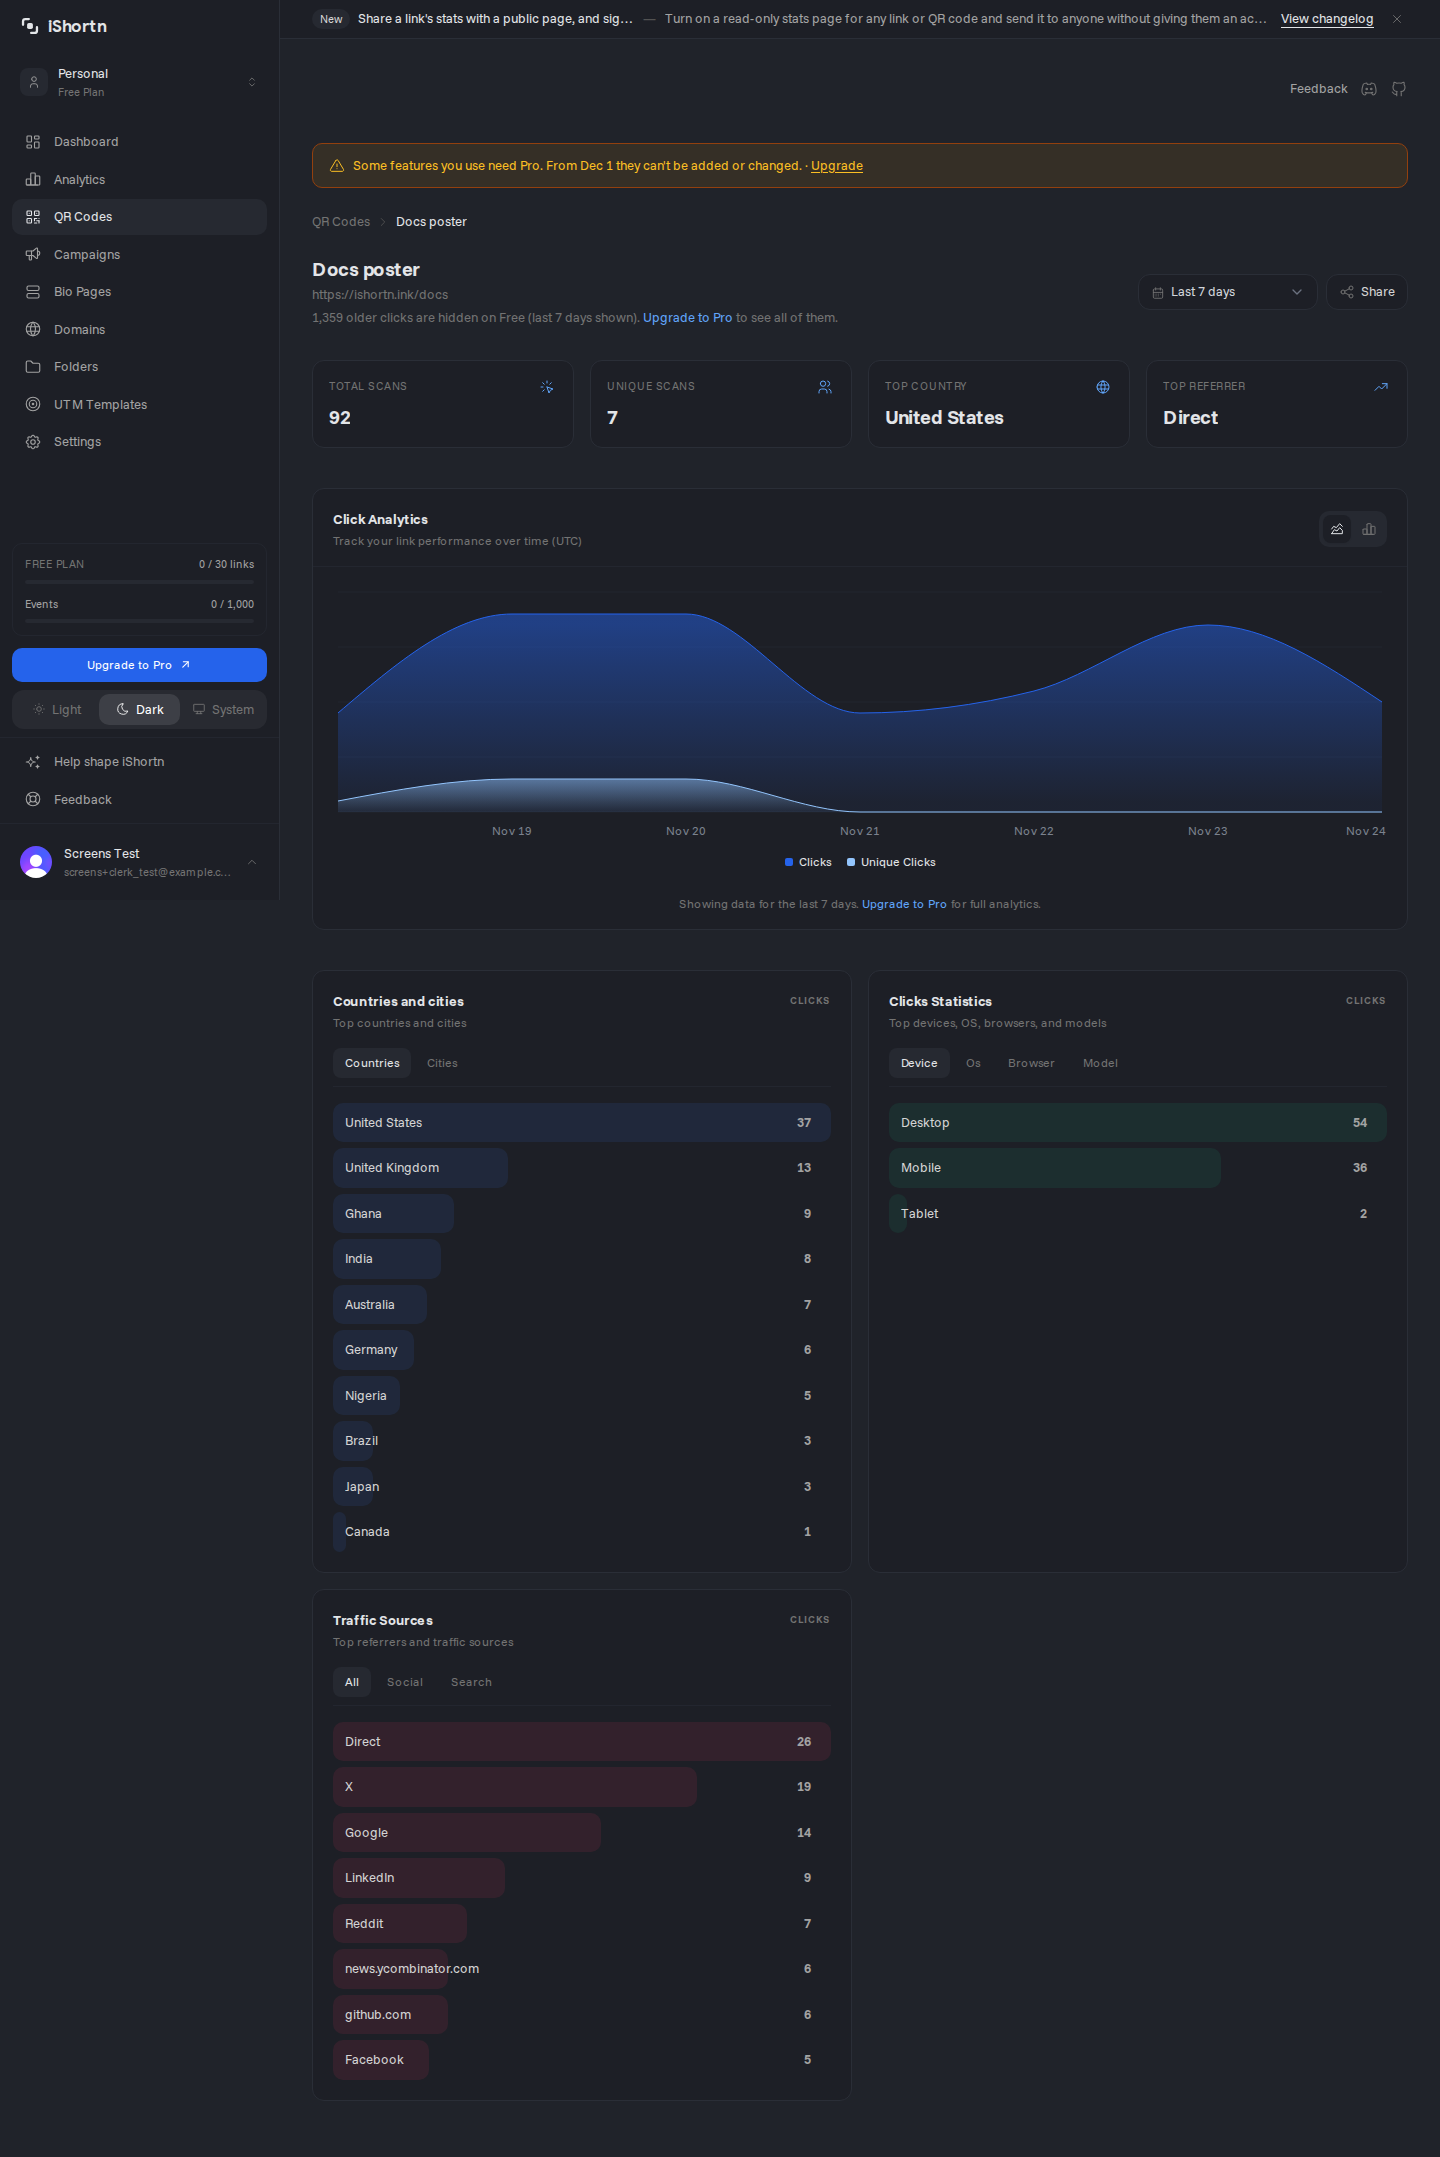 iShortn
Personal
Free Plan
Dashboard
Analytics
QR Codes
Campaigns
Bio Pages
Domains
Folders
UTM Templates
Settings
FREE PLAN 0 / 30 links
Events 0 / 1,000
Upgrade to Pro
Light Dark System
Help shape iShortn
Feedback
Screens Test
screens+clerk_test@example.c...
New Share a link's stats with a public page, and sig... — Turn on a read-only stats page for any link or QR code and send it to anyone without giving them an ac... View changelog
Feedback
Some features you use need Pro. From Dec 1 they can't be added or changed. · Upgrade
QR Codes Docs poster
Docs poster
https://ishortn.ink/docs
1,359 older clicks are hidden on Free (last 7 days shown). Upgrade to Pro to see all of them.
Last 7 days Share
TOTAL SCANS
92
UNIQUE SCANS
7
TOP COUNTRY
United States
TOP REFERRER
Direct
Click Analytics
Track your link performance over time (UTC)
Nov 19 Nov 20 Nov 21 Nov 22 Nov 23 Nov 24
Clicks Unique Clicks
Showing data for the last 7 days. Upgrade to Pro for full analytics.
Countries and cities CLICKS
Top countries and cities
Countries Cities
United States 37
United Kingdom 13
Ghana 9
India 8
Australia 7
Germany 6
Nigeria 5
Brazil 3
Japan 3
Canada 1
Clicks Statistics CLICKS
Top devices, OS, browsers, and models
Device Os Browser Model
Desktop 54
Mobile 36
Tablet 2
Traffic Sources CLICKS
Top referrers and traffic sources
All Social Search
Direct 26
X 19
Google 14
LinkedIn 9
Reddit 7
news.ycombinator.com 6
github.com 6
Facebook 5